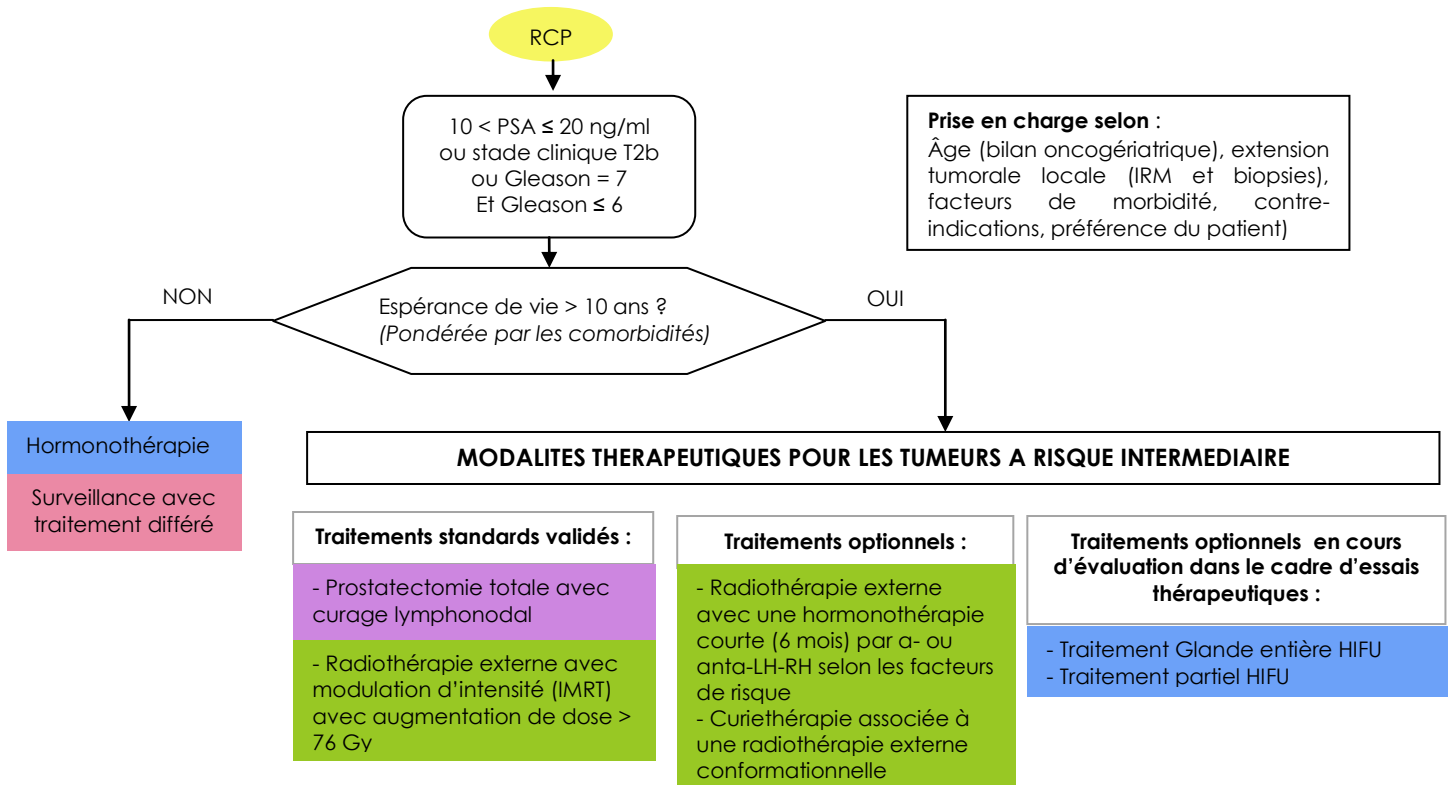 RCP
10 < PSA ≤ 20 ng/ml
ou stade clinique T2b
ou Gleason = 7
Et Gleason ≤ 6
Prise en charge selon :
Âge (bilan oncogériatrique), extension
tumorale locale (IRM et biopsies),
facteurs de morbidité, contre-
indications, préférence du patient)
NON
Espérance de vie > 10 ans ?
(Pondérée par les comorbidités)
OUI
Hormonothérapie
Surveillance avec
traitement différé
MODALITES THERAPEUTIQUES POUR LES TUMEURS A RISQUE INTERMEDIAIRE
Traitements standards validés :
- Prostatectomie totale avec
curage lymphonodal
- Radiothérapie externe avec
modulation d’intensité (IMRT)
avec augmentation de dose >
76 Gy
Traitements optionnels :
- Radiothérapie externe
avec une hormonothérapie
courte (6 mois) par a- ou
anta-LH-RH selon les facteurs
de risque
- Curiethérapie associée à
une radiothérapie externe
conformationnelle
Traitements optionnels en cours
d’évaluation dans le cadre d’essais
thérapeutiques :
- Traitement Glande entière HIFU
- Traitement partiel HIFU